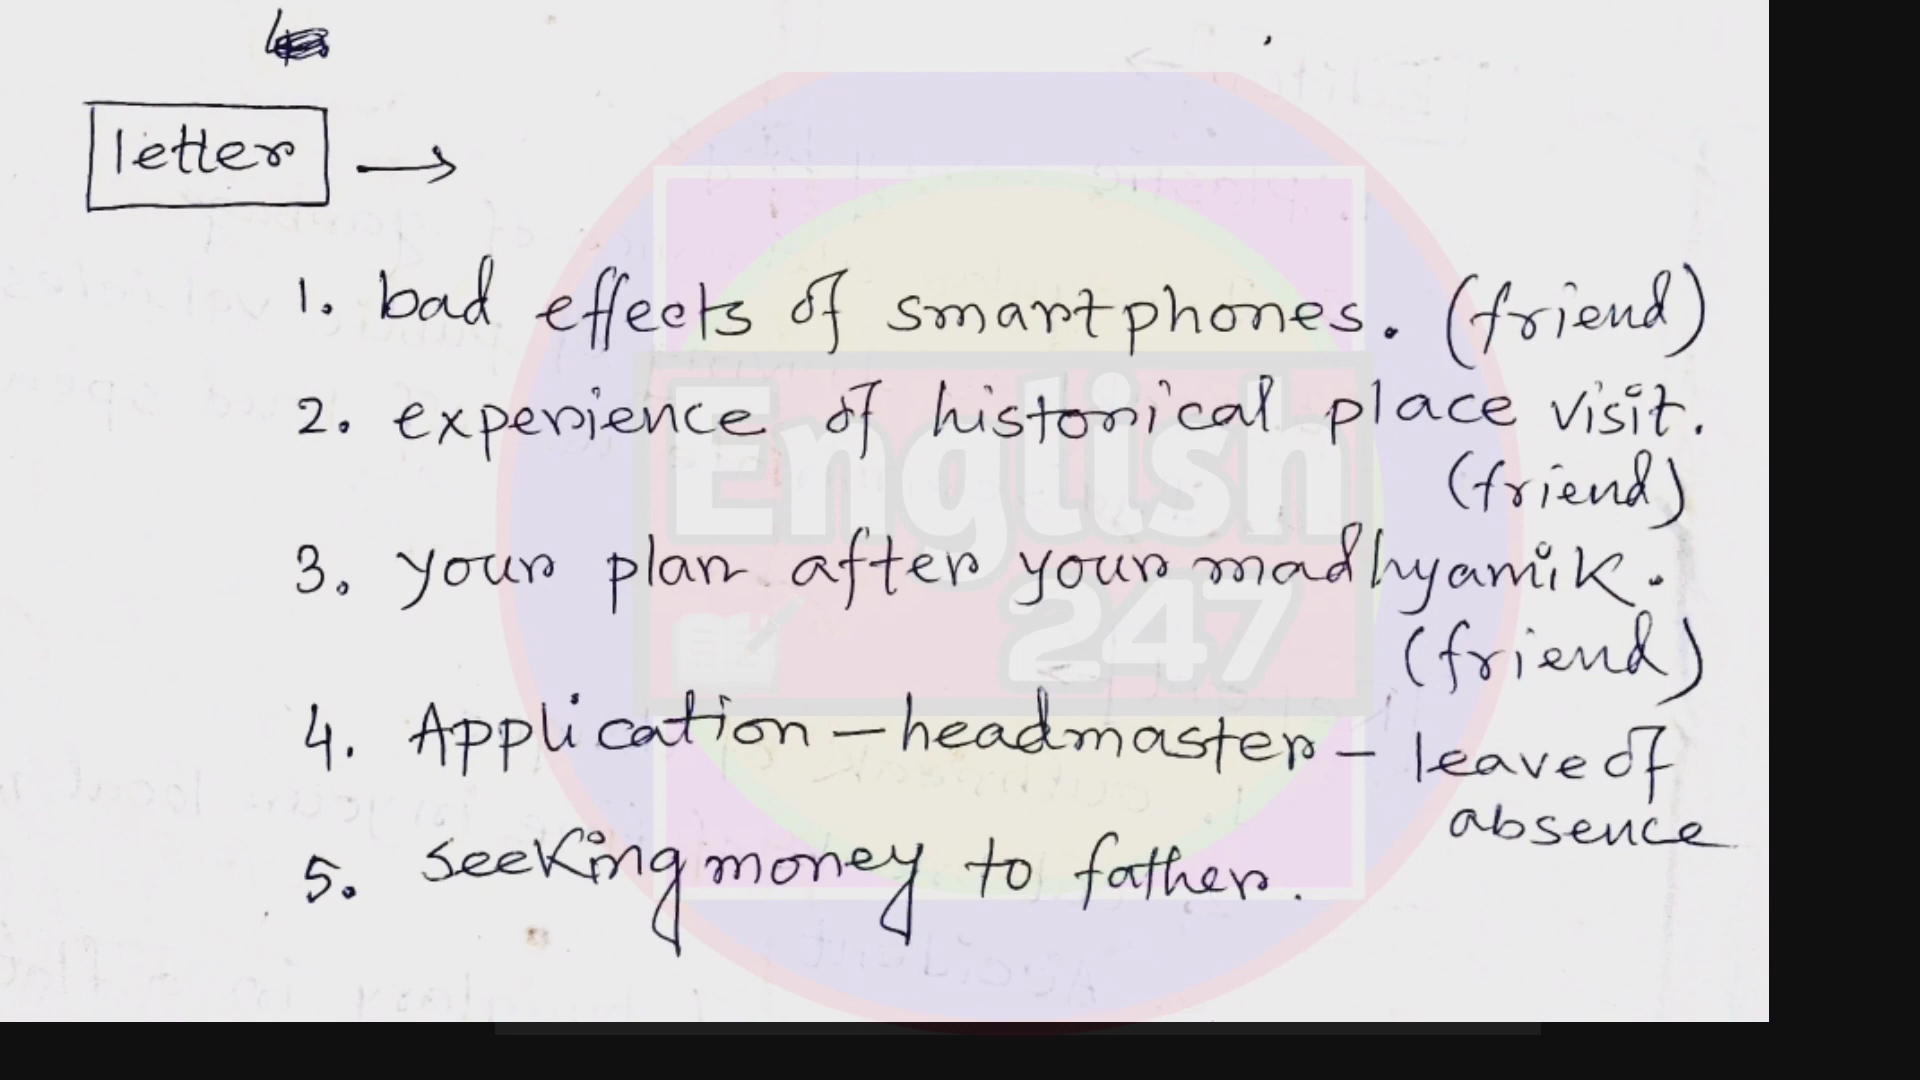 letter →
1. bad effects of smartphones. (friend)
2. experience of historical place visit.
(friend)
3. your plan after your madhyamik.
(friend)
4. Application - headmaster - leave of
absence
5. seeking money to father.
English
247